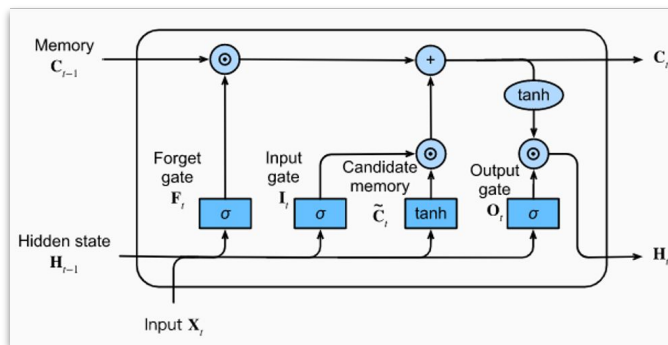 Memory
C_{t-1}
⊙
+
C_t
tanh
Forget
gate
F_t
Input
gate
I_t
Candidate
memory
C̃_t
⊙
Output
gate
O_t
⊙
σ
σ
tanh
σ
Hidden state
H_{t-1}
H_t
Input X_t